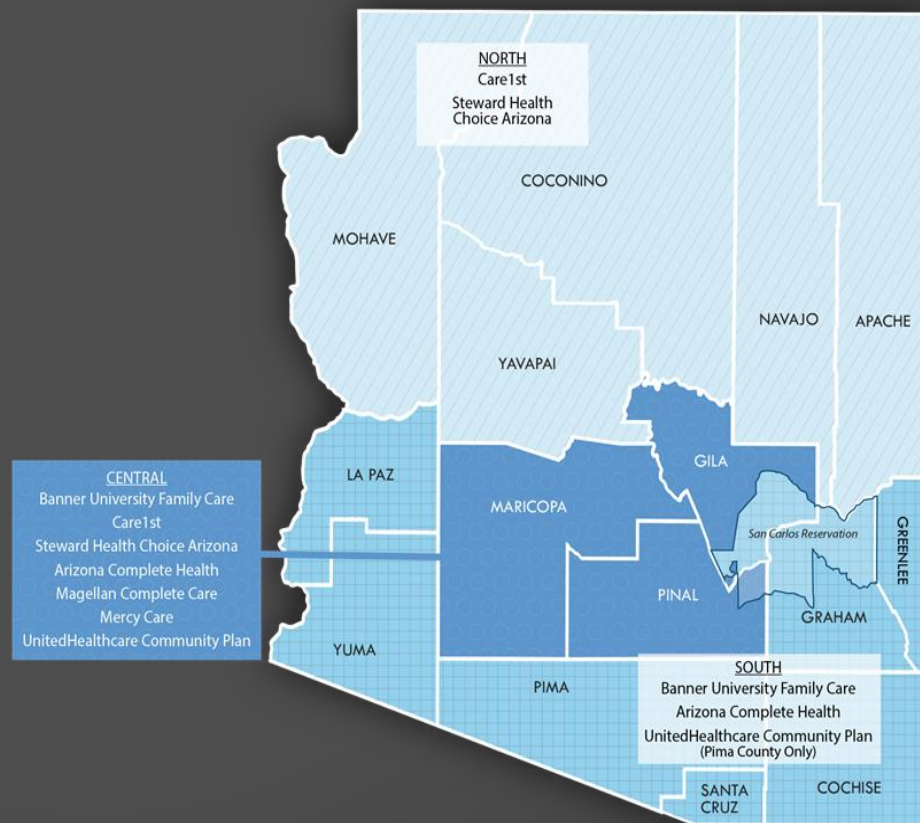 NORTH
Care1st
Steward Health
Choice Arizona
COCONINO
MOHAVE
NAVAJO
APACHE
YAVAPAI
GILA
LA PAZ
MARICOPA
CENTRAL
Banner University Family Care
Care1st
Steward Health Choice Arizona
Arizona Complete Health
Magellan Complete Care
Mercy Care
UnitedHealthcare Community Plan
San Carlos Reservation
GREENLEE
PINAL
GRAHAM
YUMA
PIMA
SOUTH
Banner University Family Care
Arizona Complete Health
UnitedHealthcare Community Plan
(Pima County Only)
SANTA
CRUZ
COCHISE